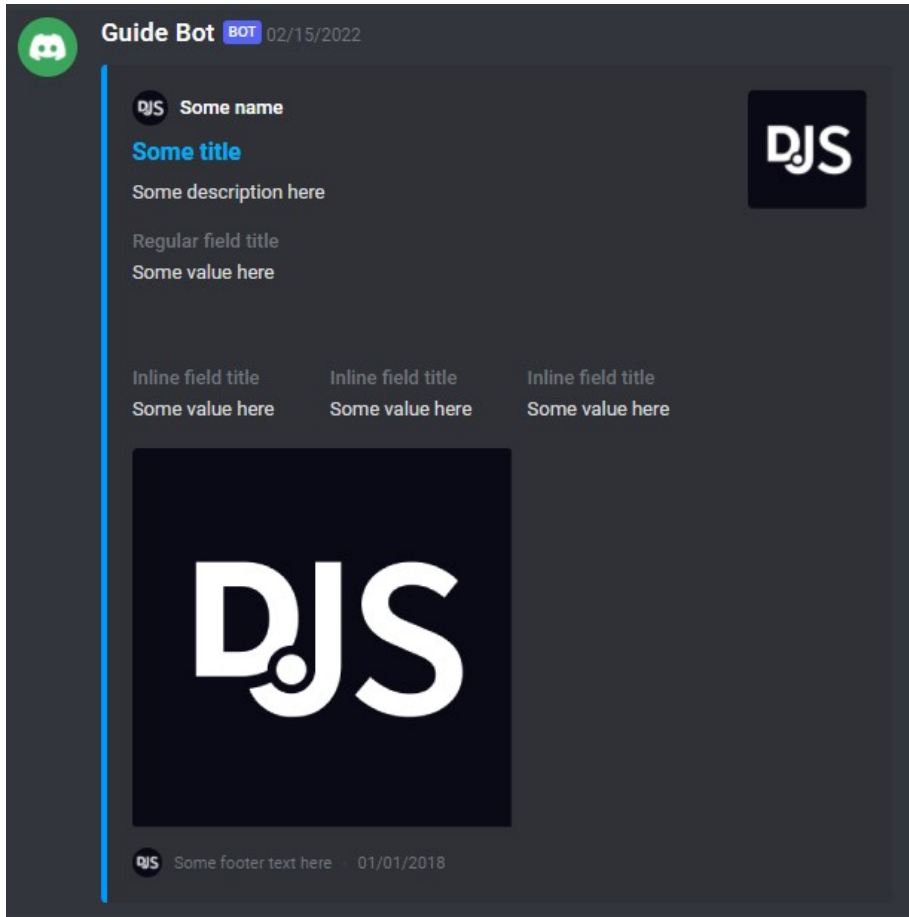 Guide Bot BOT 02/15/2022
DJS Some name
DJS
Some title
Some description here
Regular field title
Some value here
Inline field title Inline field title Inline field title
Some value here Some value here Some value here
DJS
DJS Some footer text here · 01/01/2018